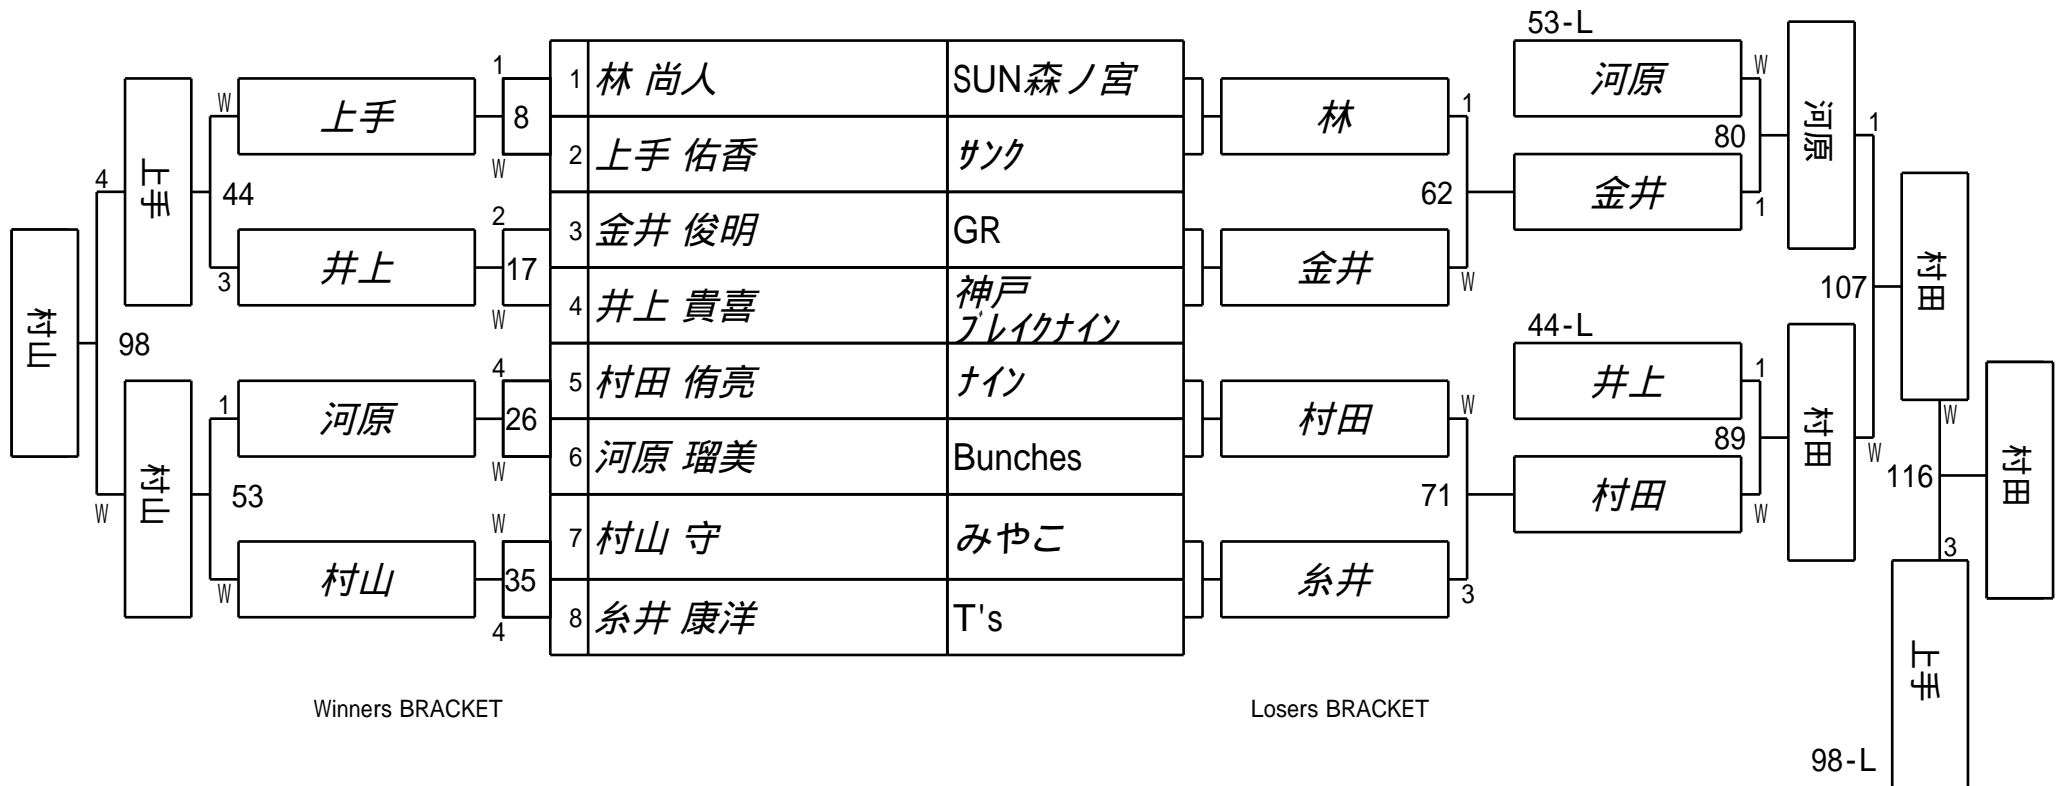 53-L
1
1 林 尚人 SUN森ノ宮
W 上手 8 林 1 河原 W
2 上手 佑香 サンク
W
4 上手 44 62 金井 1 80 河原 1
2
3 金井 俊明 GR
3 井上 17 金井 W
4 井上 貴喜 神戸
ブレイクナイン
W
村山 98 44-L 107 村田
4
5 村田 侑亮 ナイン
1 河原 26 村田 W 井上 1
6 河原 瑠美 Bunches
W
W 村山 53 71 村田 W 89 村田 W 116 W 村田
W
7 村山 守 みやこ
W 村山 35 糸井 3
8 糸井 康洋 T's
4
3
上手
Winners BRACKET Losers BRACKET
98-L